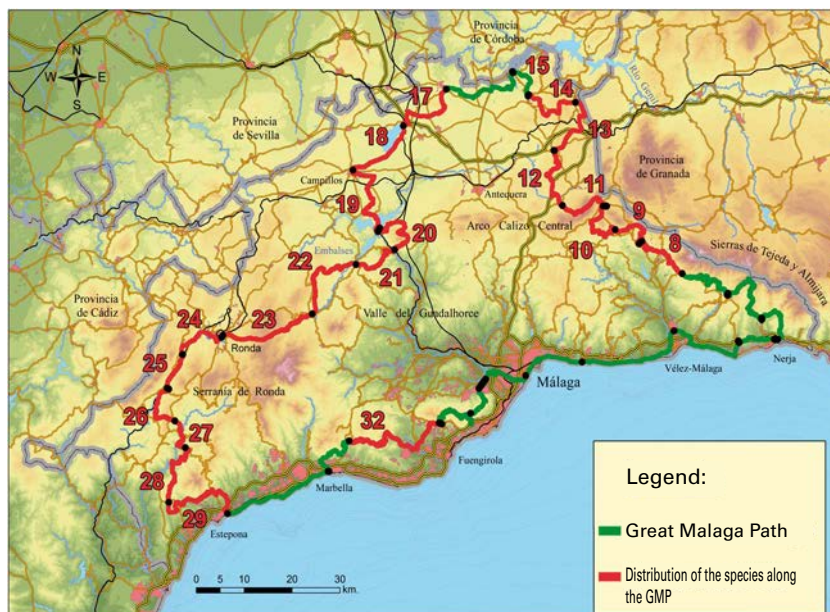 Provincia
de Córdoba
N
W E
S
15
Río Genil
17
14
Provincia
de Sevilla
18
13
Provincia
de Granada
Campillos
12
Antequera
11
19
9
20
Arco Calizo Central
10
8
Sierras de Tejeda y Almijara
Embalses
22
21
Provincia
de Cádiz
24
23
Valle del Guadalhorce
Ronda
25
Vélez-Málaga
Nerja
Serranía de Ronda
Málaga
26
32
27
Fuengirola
28
Marbella
29
Estepona
0 5 10 20 30
km.
Legend:
Great Malaga Path
Distribution of the species along
the GMP